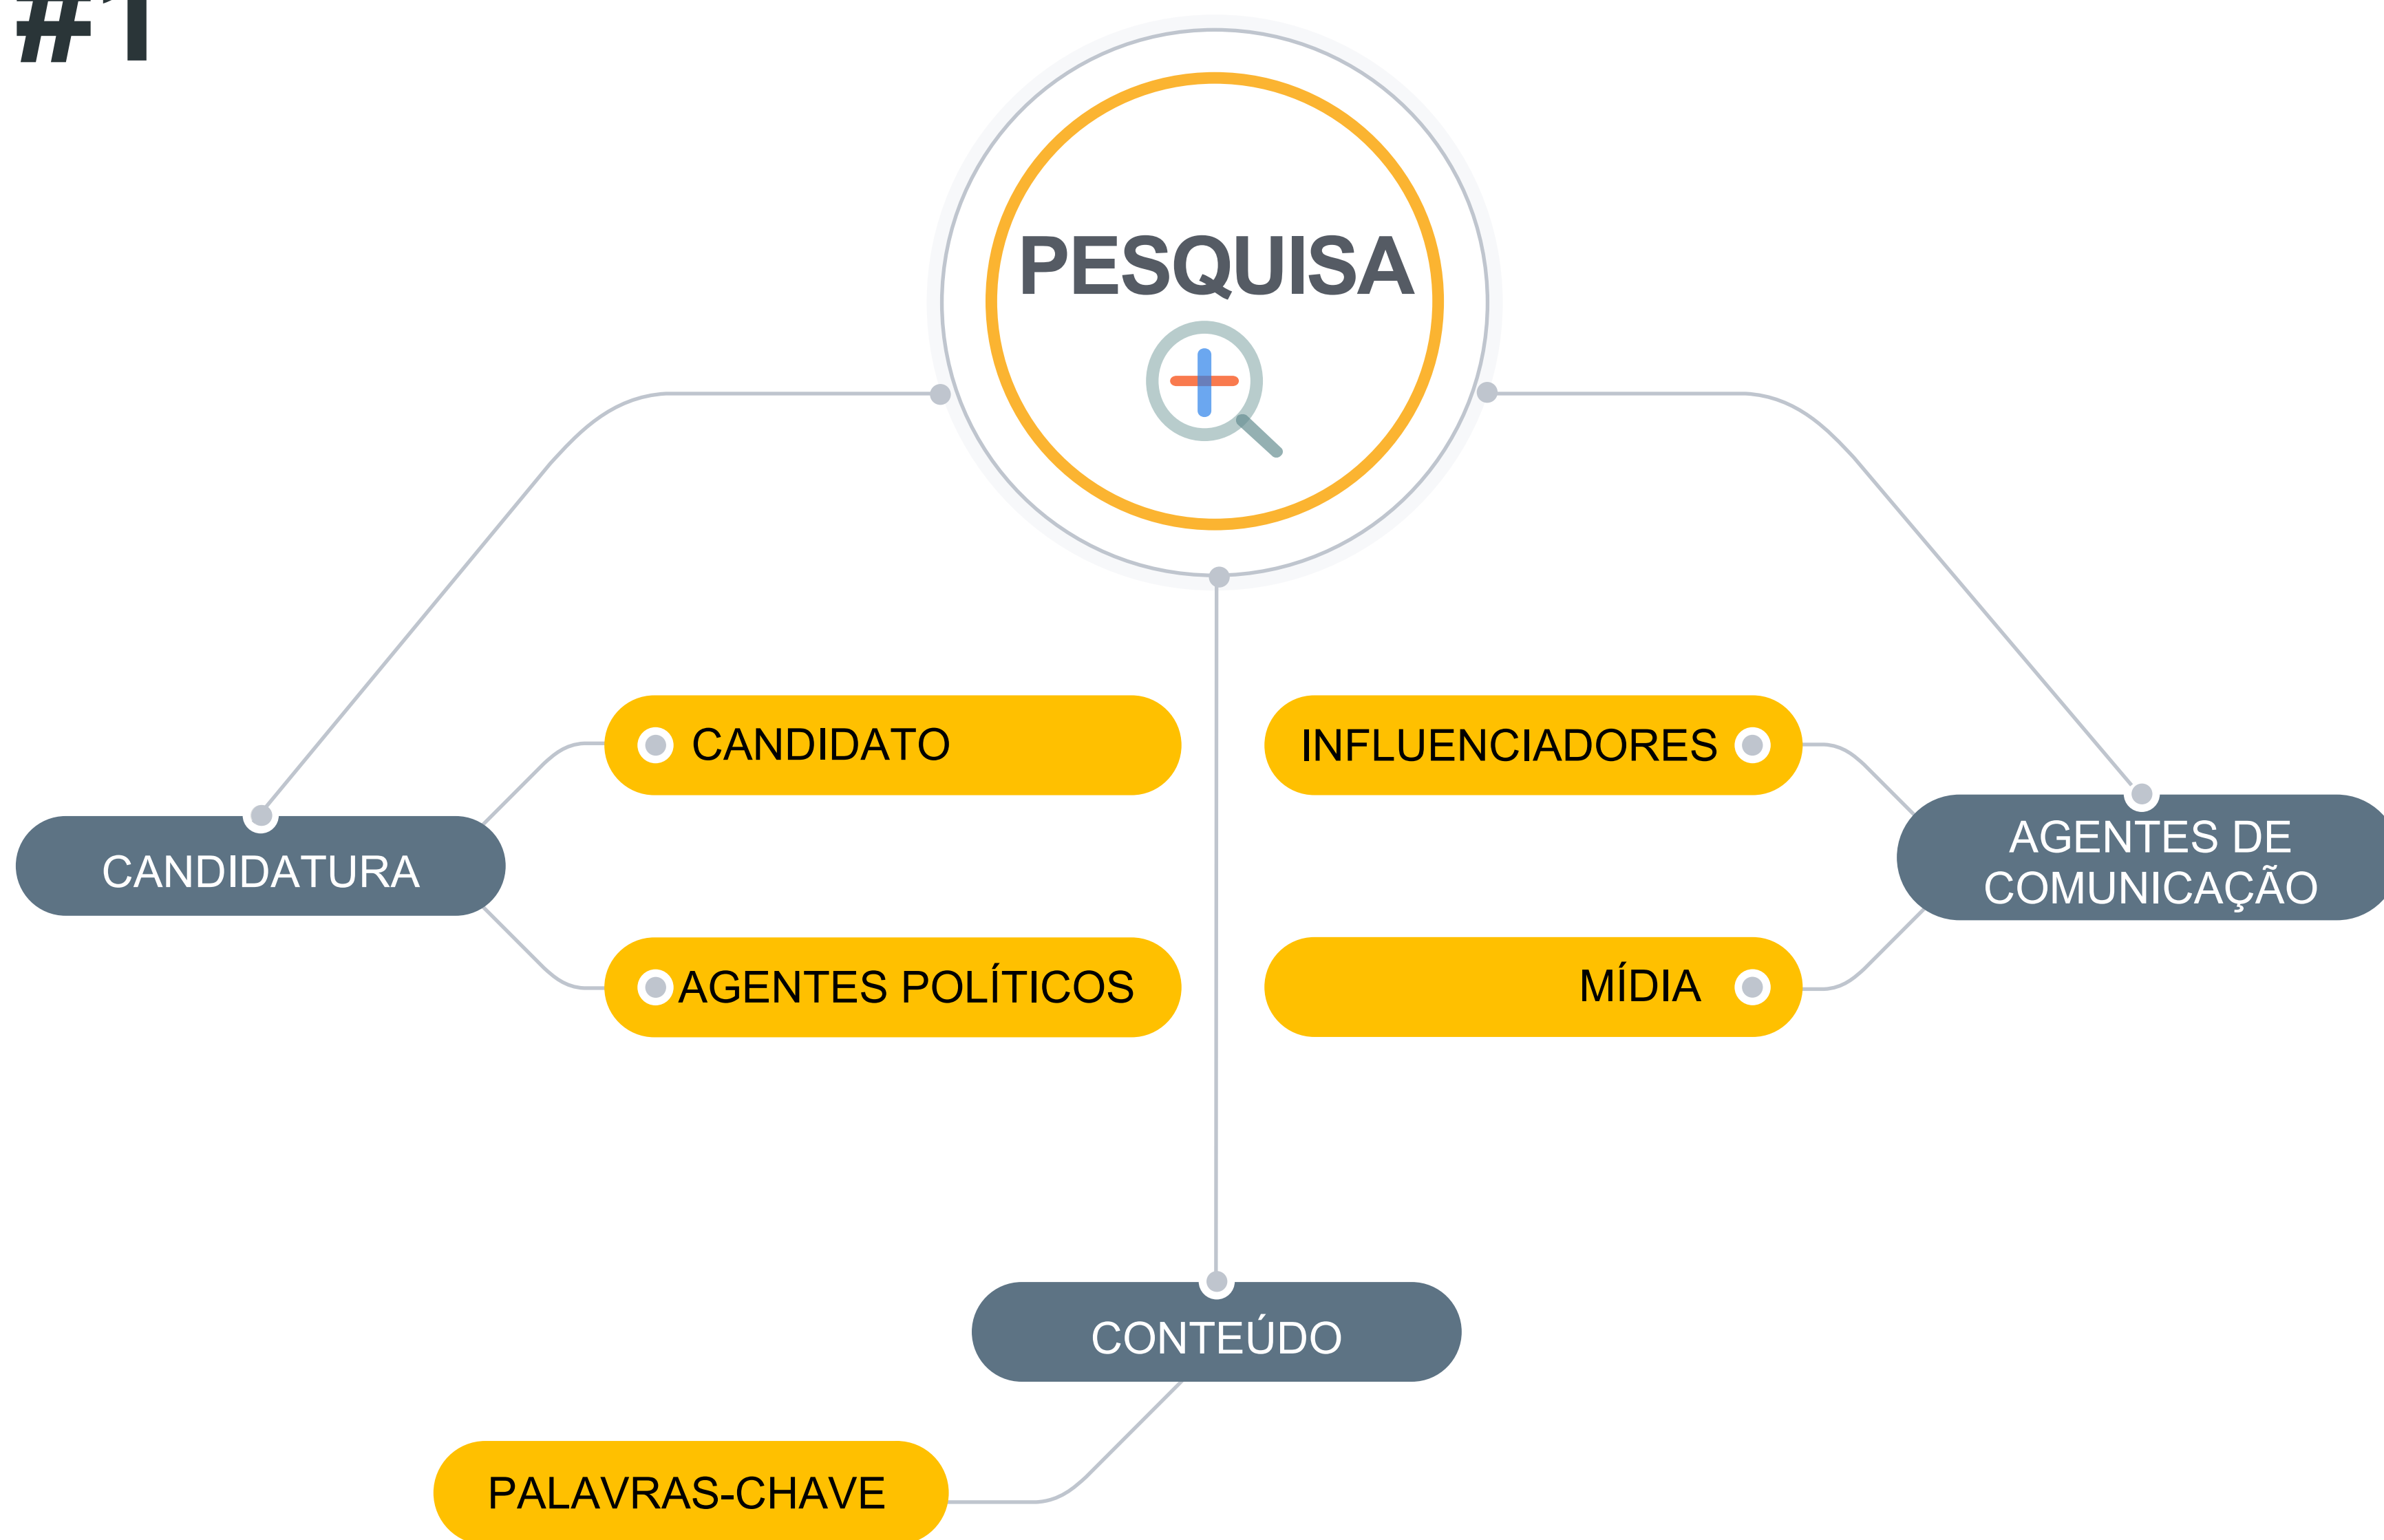 #1
PESQUISA
CANDIDATO
INFLUENCIADORES
CANDIDATURA
AGENTES DE
COMUNICAÇÃO
AGENTES POLÍTICOS
MÍDIA
CONTEÚDO
PALAVRAS-CHAVE